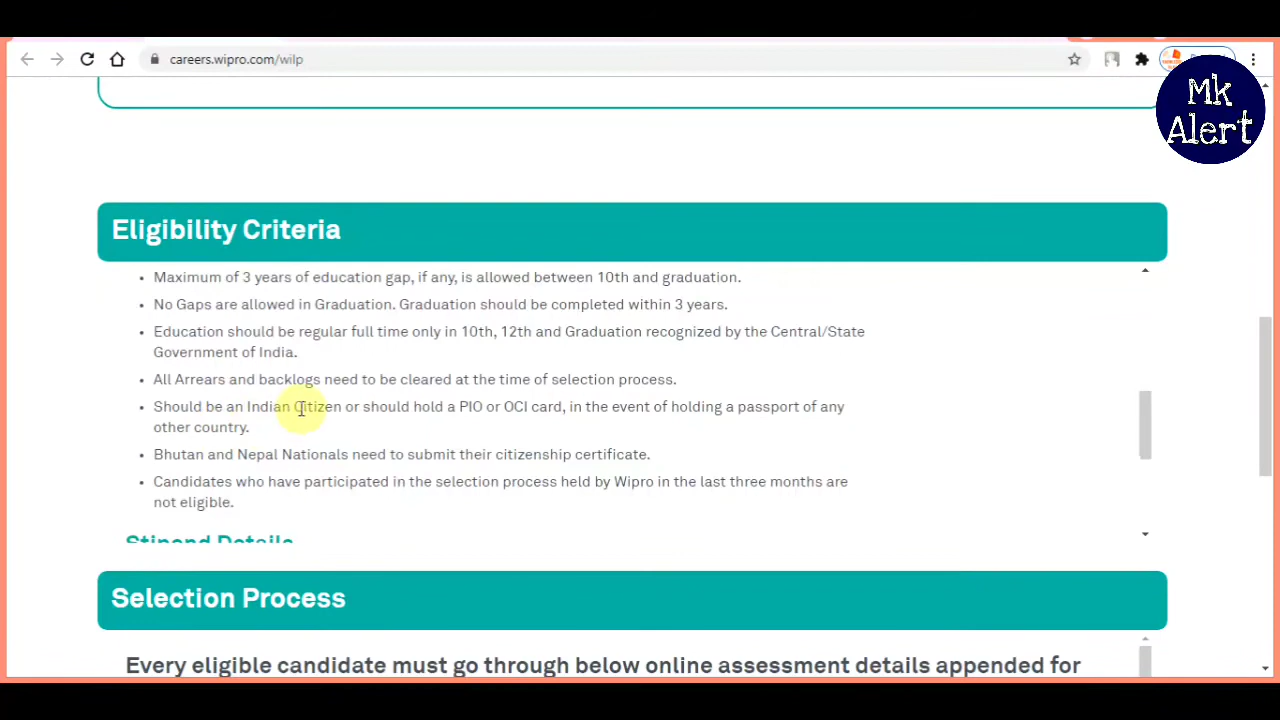 careers.wipro.com/wilp
Mk
Alert
Eligibility Criteria
• Maximum of 3 years of education gap, if any, is allowed between 10th and graduation.
• No Gaps are allowed in Graduation. Graduation should be completed within 3 years.
• Education should be regular full time only in 10th, 12th and Graduation recognized by the Central/State
Government of India.
• All Arrears and backlogs need to be cleared at the time of selection process.
• Should be an Indian Citizen or should hold a PIO or OCI card, in the event of holding a passport of any
other country.
• Bhutan and Nepal Nationals need to submit their citizenship certificate.
• Candidates who have participated in the selection process held by Wipro in the last three months are
not eligible.
Stipend Details
Selection Process
Every eligible candidate must go through below online assessment details appended for